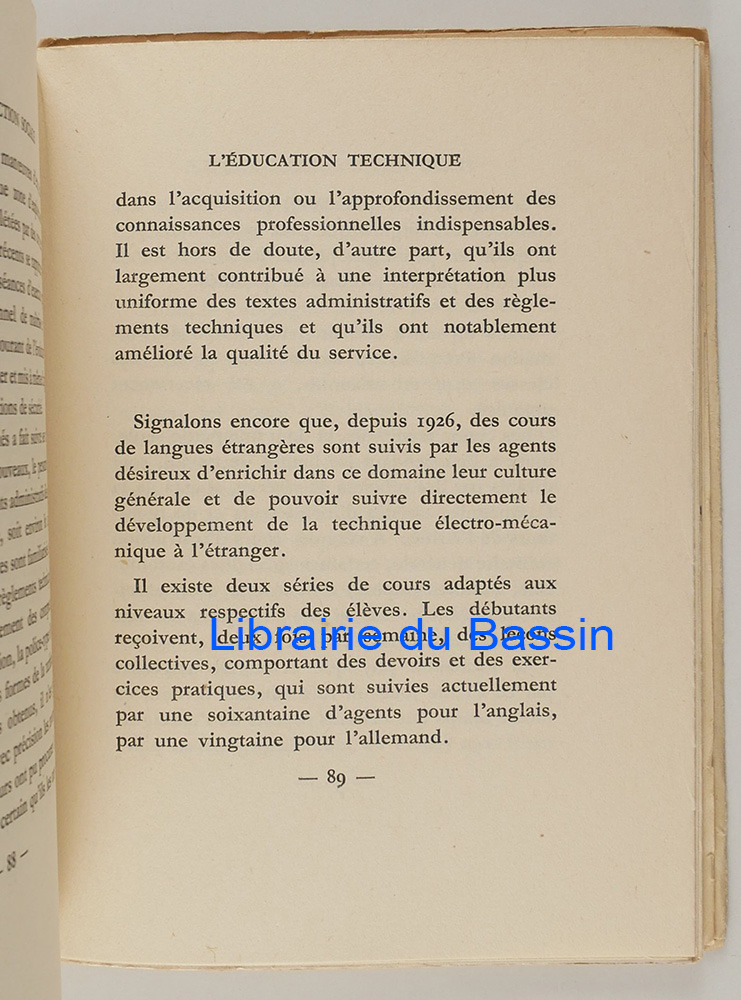 L'ÉDUCATION TECHNIQUE
dans l'acquisition ou l'approfondissement des
connaissances professionnelles indispensables.
Il est hors de doute, d'autre part, qu'ils ont
largement contribué à une interprétation plus
uniforme des textes administratifs et des règle-
ments techniques et qu'ils ont notablement
amélioré la qualité du service.
Signalons encore que, depuis 1926, des cours
de langues étrangères sont suivis par les agents
désireux d'enrichir dans ce domaine leur culture
générale et de pouvoir suivre directement le
développement de la technique électro-méca-
nique à l'étranger.
Il existe deux séries de cours adaptés aux
niveaux respectifs des élèves. Les débutants
reçoivent, deux fois par semaine, des leçons
Librairie du Bassin
collectives, comportant des devoirs et des exer-
cices pratiques, qui sont suivies actuellement
par une soixantaine d'agents pour l'anglais,
par une vingtaine pour l'allemand.
— 89 —
88 —